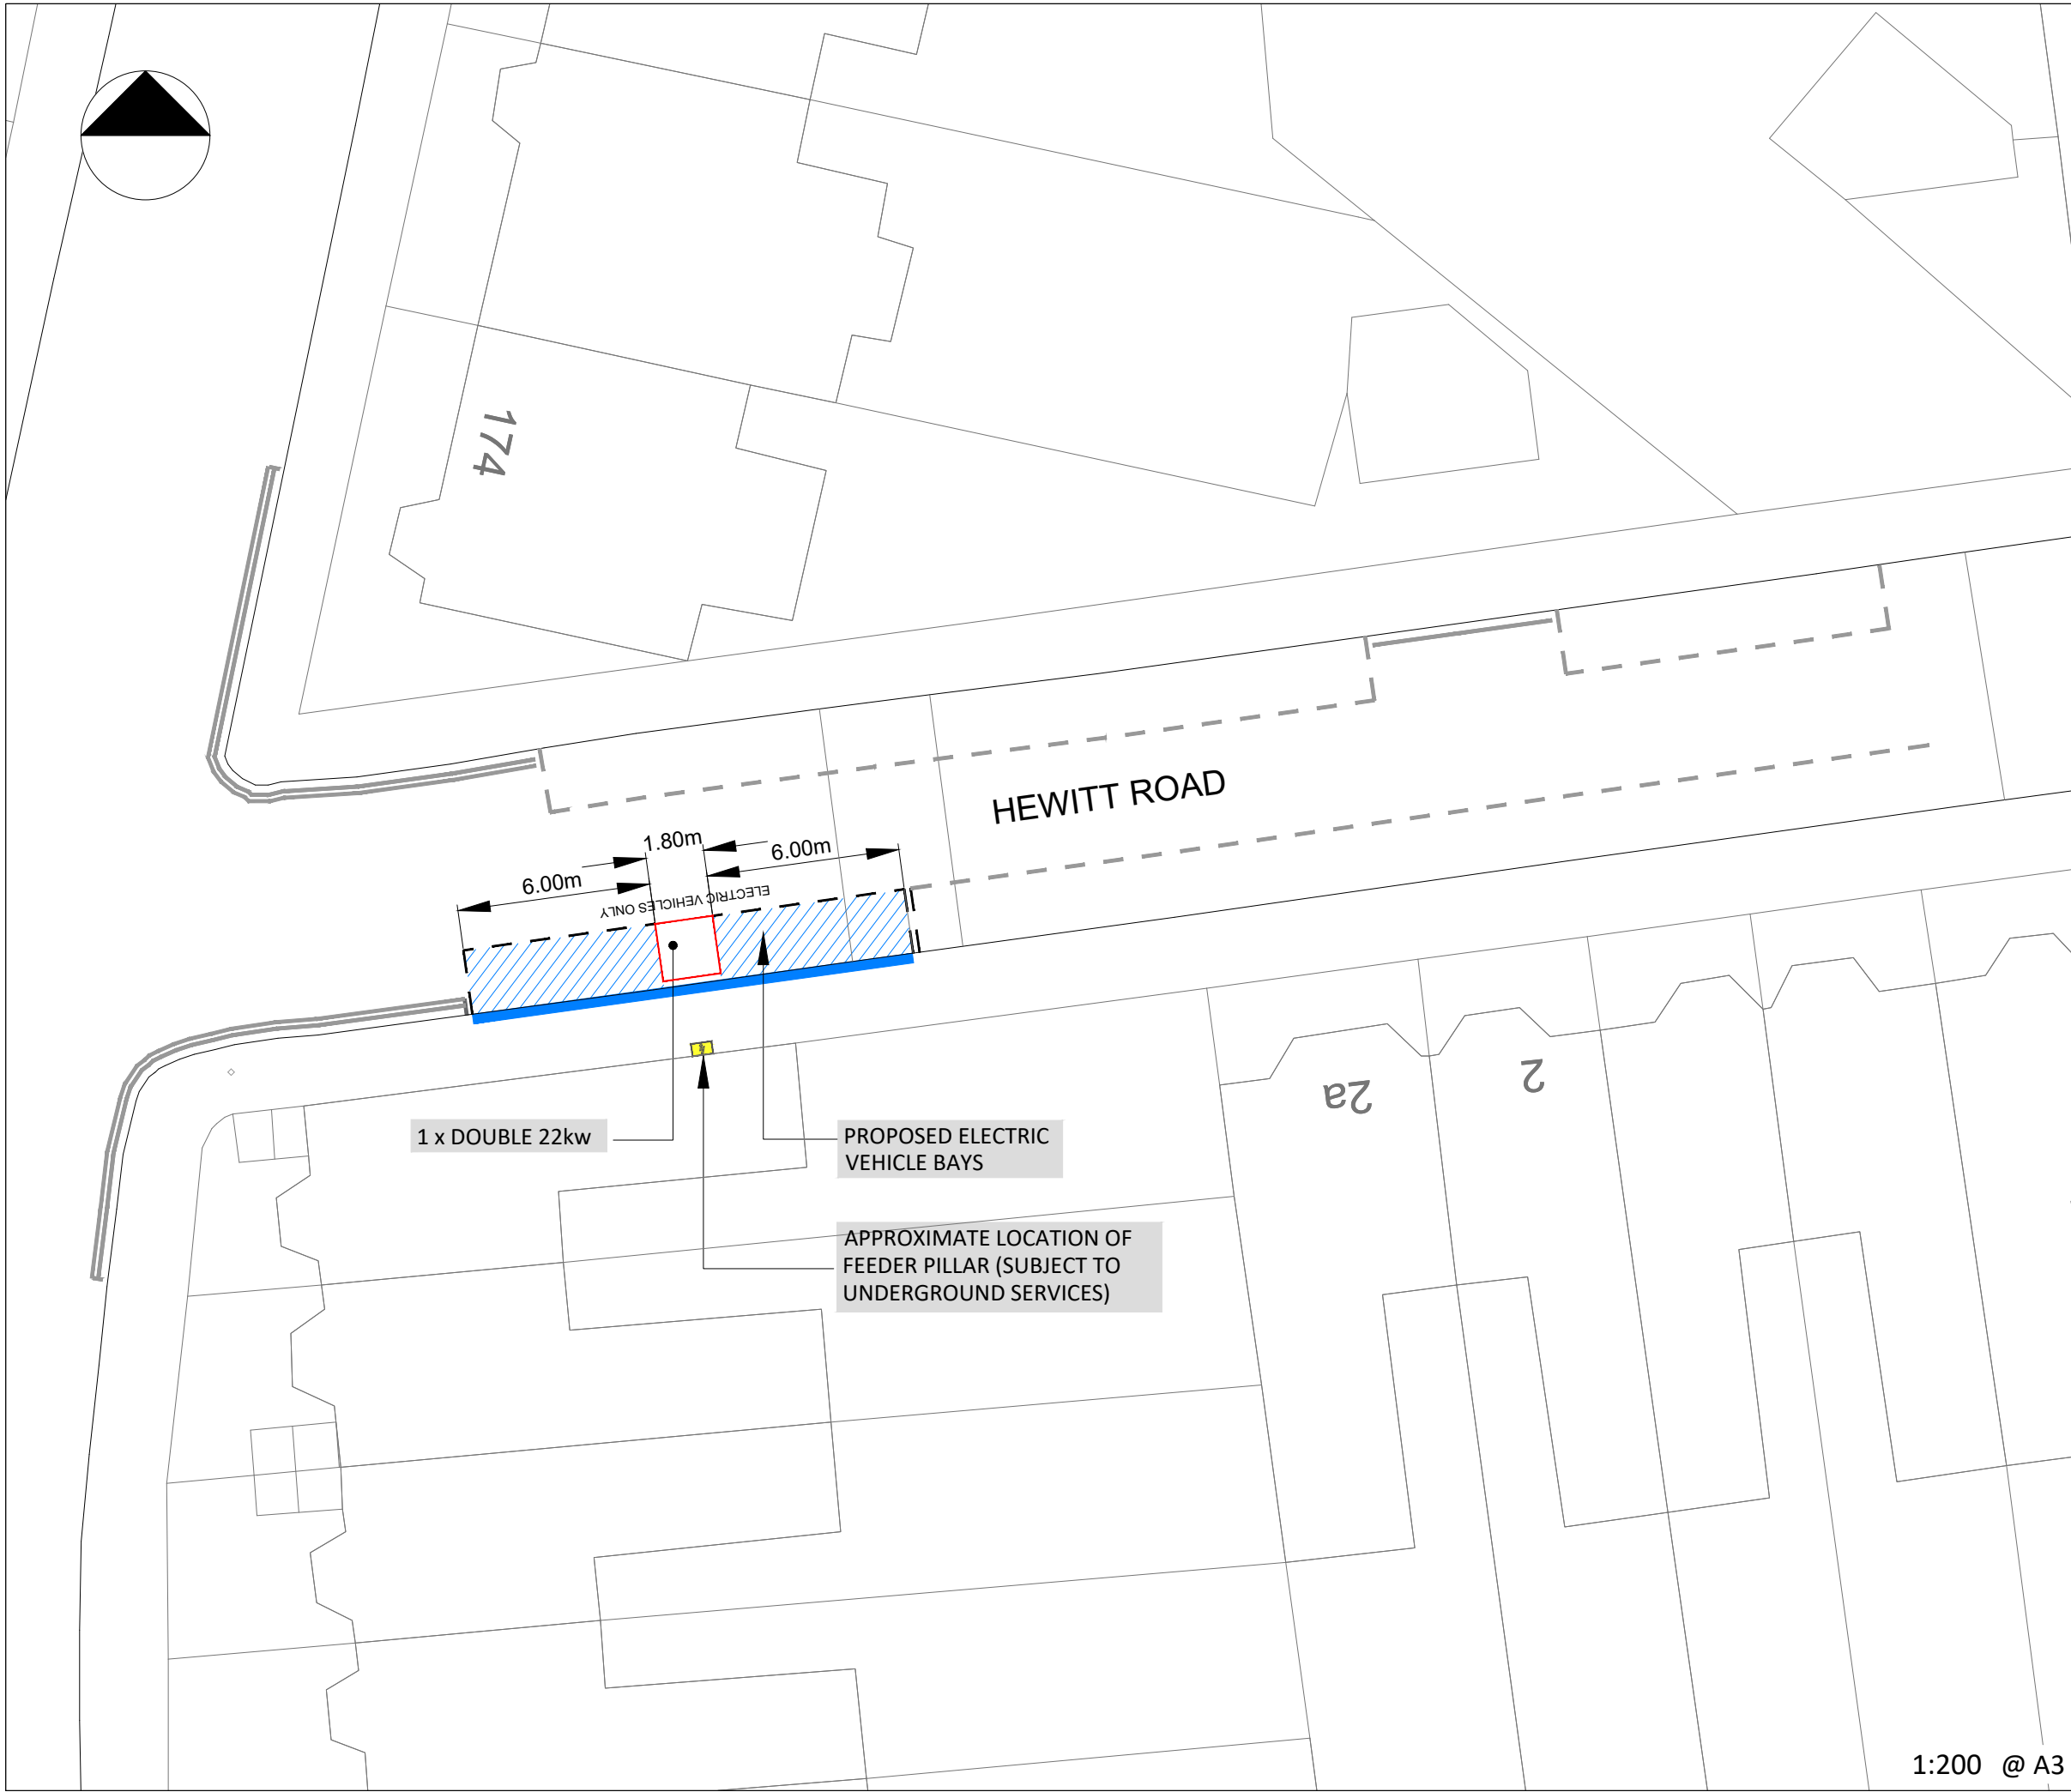 174
HEWITT ROAD
1.80m
6.00m
6.00m
ELECTRIC VEHICLES ONLY
2a
2
1 x DOUBLE 22kw
PROPOSED ELECTRIC
VEHICLE BAYS
APPROXIMATE LOCATION OF
FEEDER PILLAR (SUBJECT TO
UNDERGROUND SERVICES)
1:200 @ A3